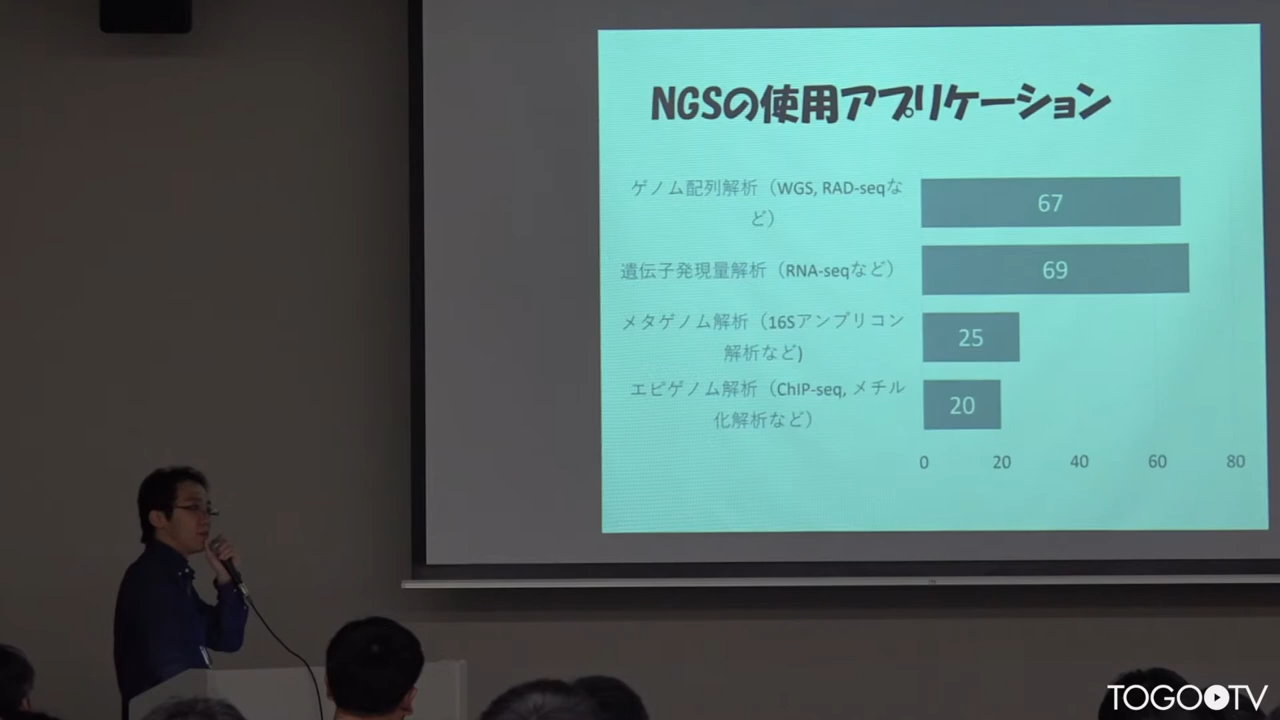 NGSの使用アプリケーション
ゲノム配列解析（WGS, RAD-seqな
ど）
67
遺伝子発現量解析（RNA-seqなど）
69
メタゲノム解析（16Sアンプリコン
解析など)
25
エピゲノム解析（ChIP-seq, メチル
化解析など）
20
0 20 40 60 80
TOGOTV